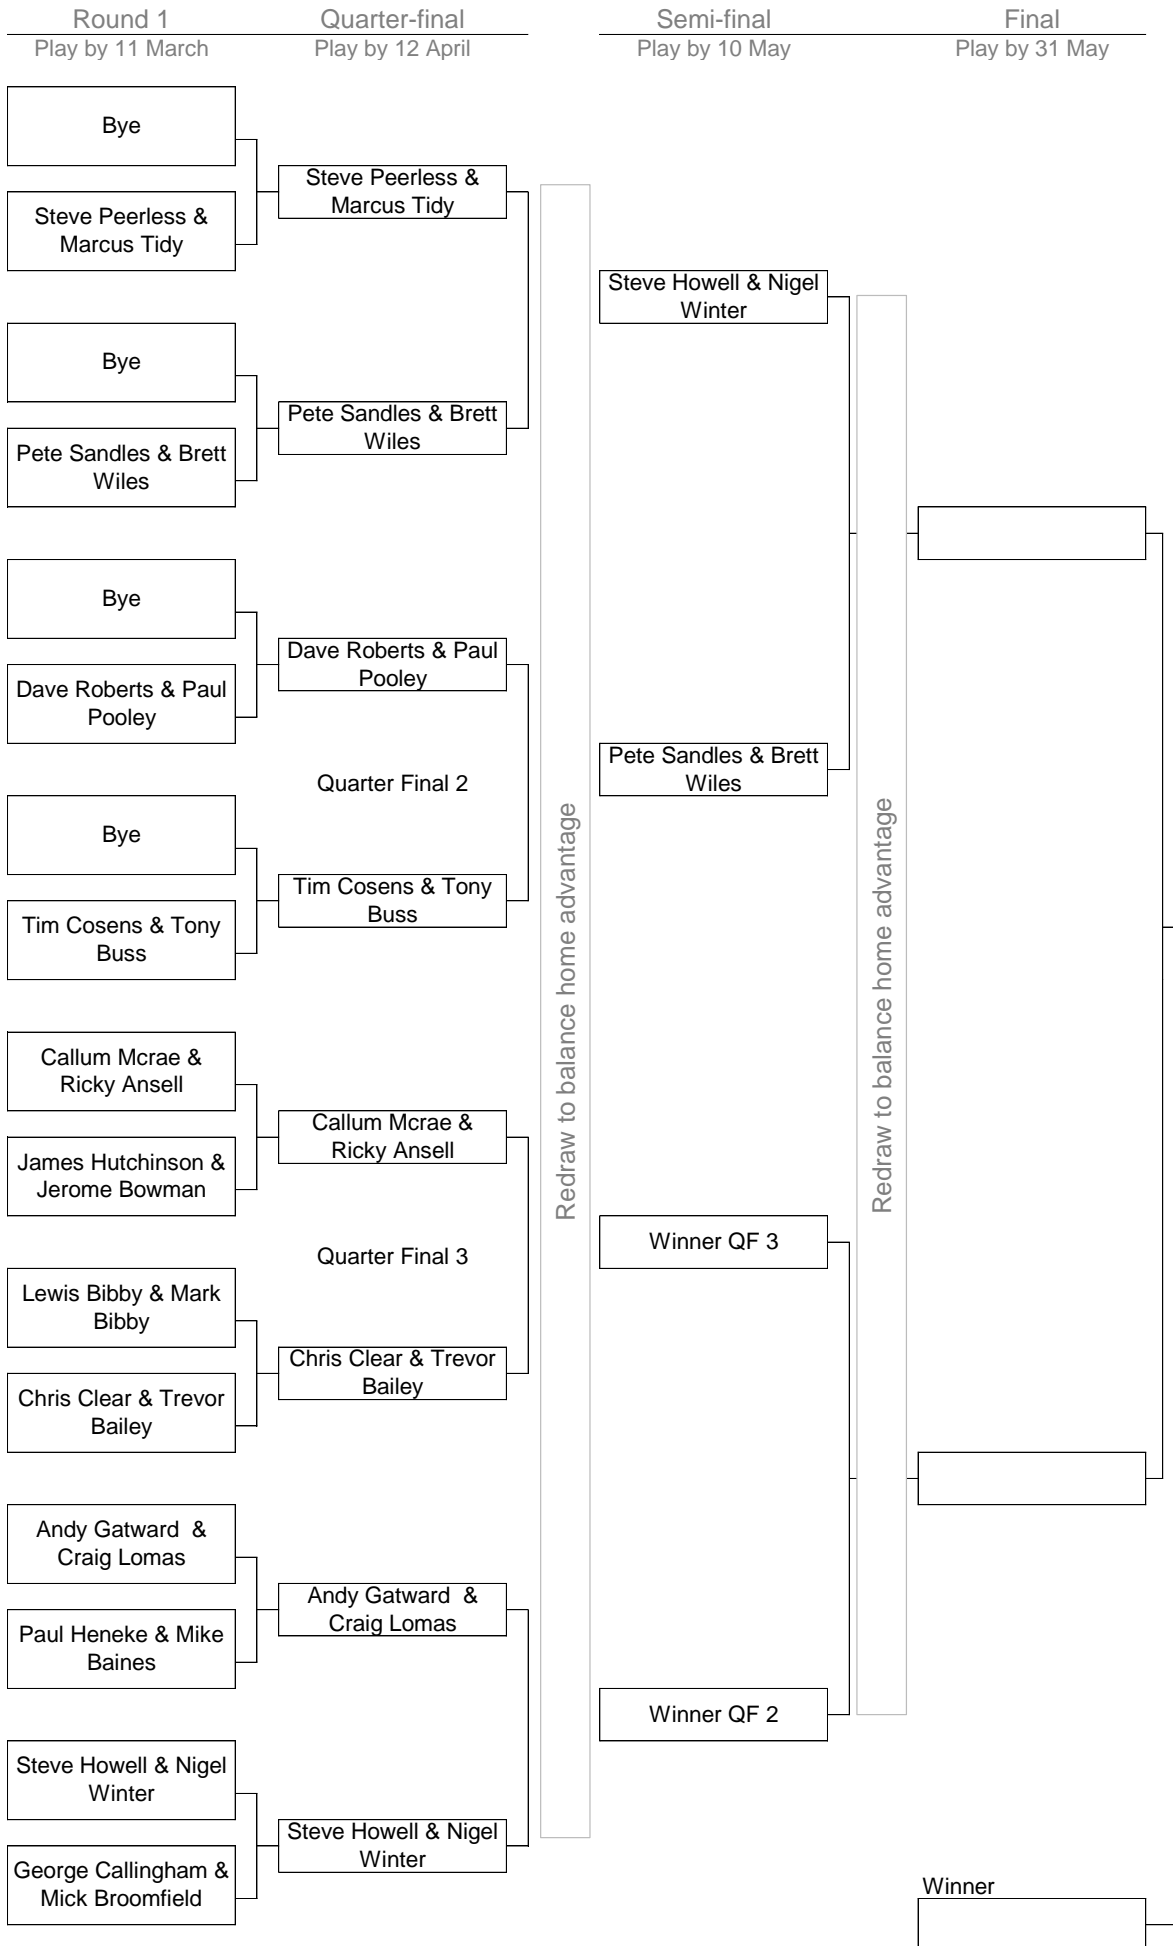 Round 1
Play by 11 March
Quarter-final
Play by 12 April
Semi-final
Play by 10 May
Final
Play by 31 May
Bye
Steve Peerless &
Marcus Tidy
Bye
Pete Sandles & Brett
Wiles
Bye
Dave Roberts & Paul
Pooley
Bye
Tim Cosens & Tony
Buss
Callum Mcrae &
Ricky Ansell
James Hutchinson &
Jerome Bowman
Lewis Bibby & Mark
Bibby
Chris Clear & Trevor
Bailey
Andy Gatward  &
Craig Lomas
Paul Heneke & Mike
Baines
Steve Howell & Nigel
Winter
George Callingham &
Mick Broomfield
Steve Peerless &
Marcus Tidy
Pete Sandles & Brett
Wiles
Dave Roberts & Paul
Pooley
Quarter Final 2
Tim Cosens & Tony
Buss
Callum Mcrae &
Ricky Ansell
Quarter Final 3
Chris Clear & Trevor
Bailey
Andy Gatward  &
Craig Lomas
Steve Howell & Nigel
Winter
Redraw to balance home advantage
Steve Howell & Nigel
Winter
Pete Sandles & Brett
Wiles
Winner QF 3
Winner QF 2
Redraw to balance home advantage
Winner